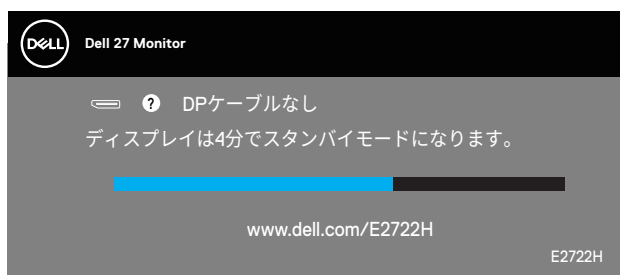 DELL
Dell 27 Monitor
? DPケーブルなし
ディスプレイは4分でスタンバイモードになります。
www.dell.com/E2722H
E2722H